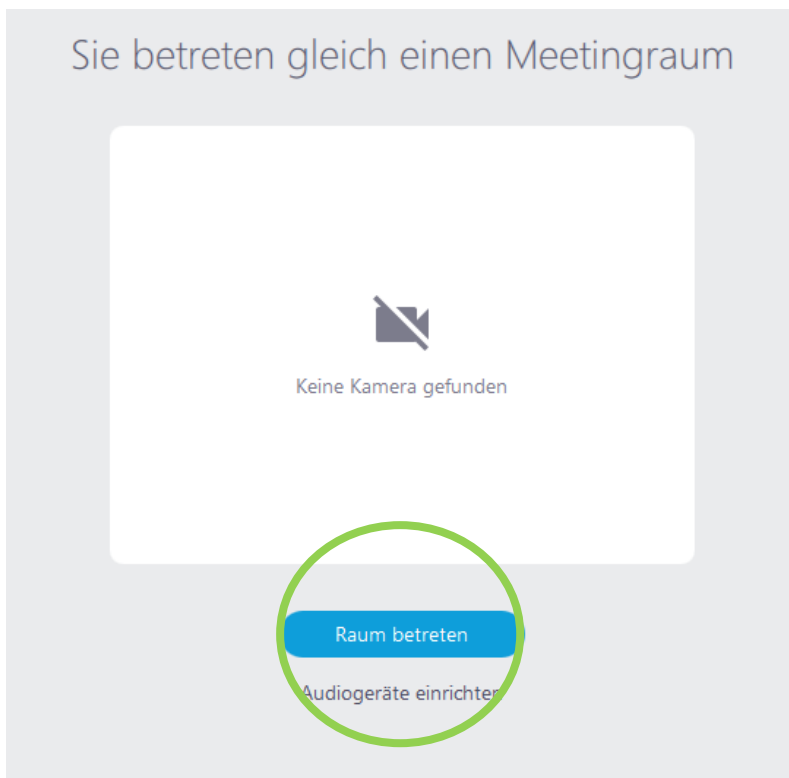 Sie betreten gleich einen Meetingraum
Keine Kamera gefunden
Raum betreten
Audiogeräte einrichten